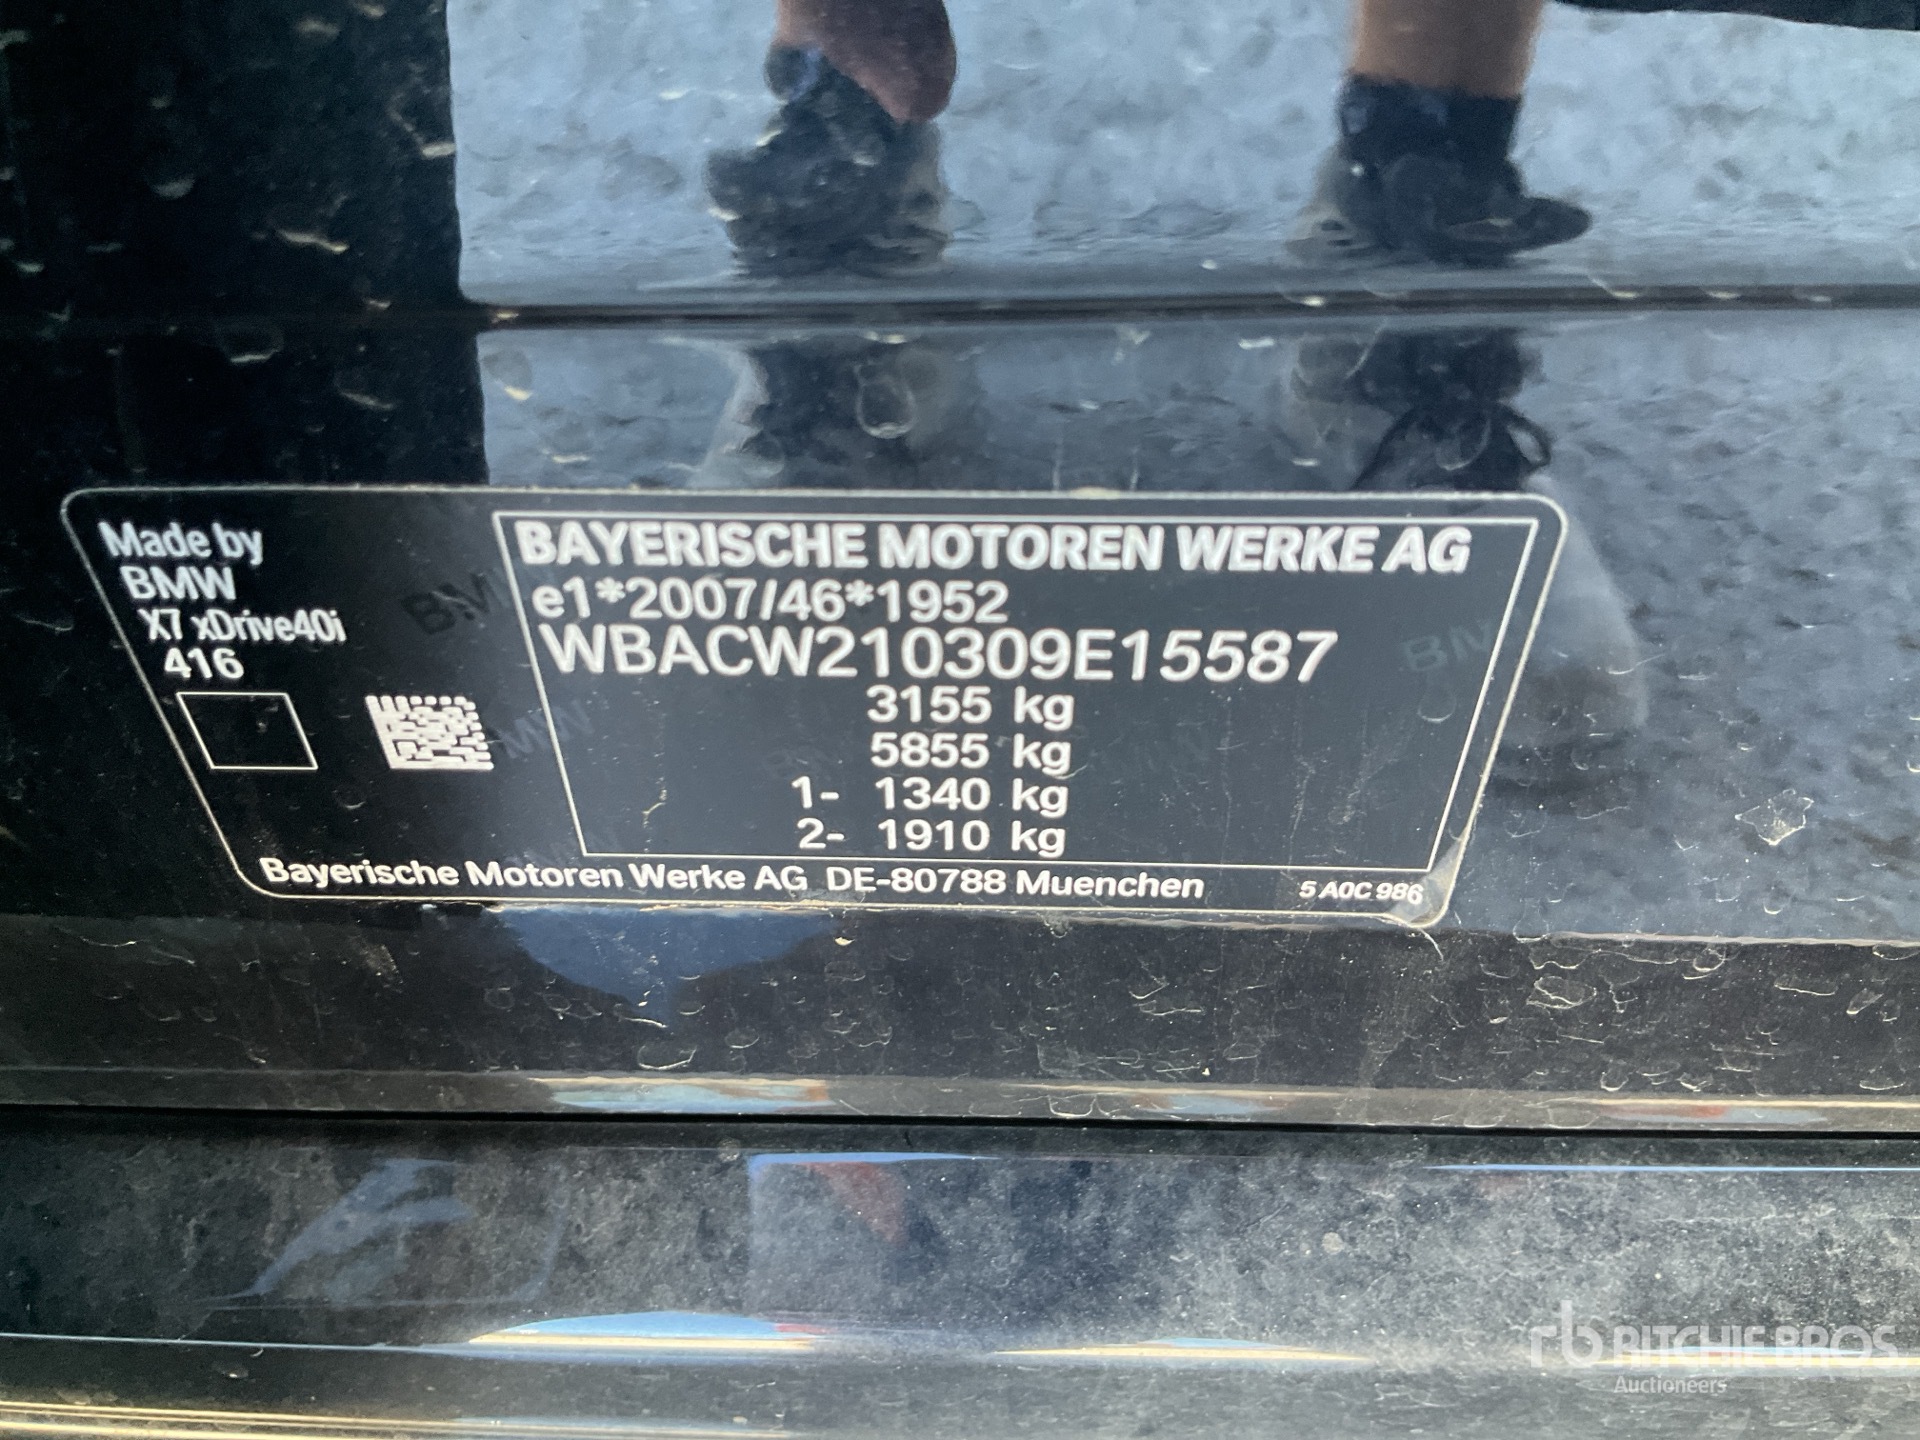 Made by
BMW
X7 xDrive40i
416
BAYERISCHE MOTOREN WERKE AG
e1*2007/46*1952
WBACW210309E15587
3155 kg
5855 kg
1- 1340 kg
2- 1910 kg
Bayerische Motoren Werke AG DE-80788 Muenchen
5 A0C 986
rb RITCHIE BROS.
Auctioneers